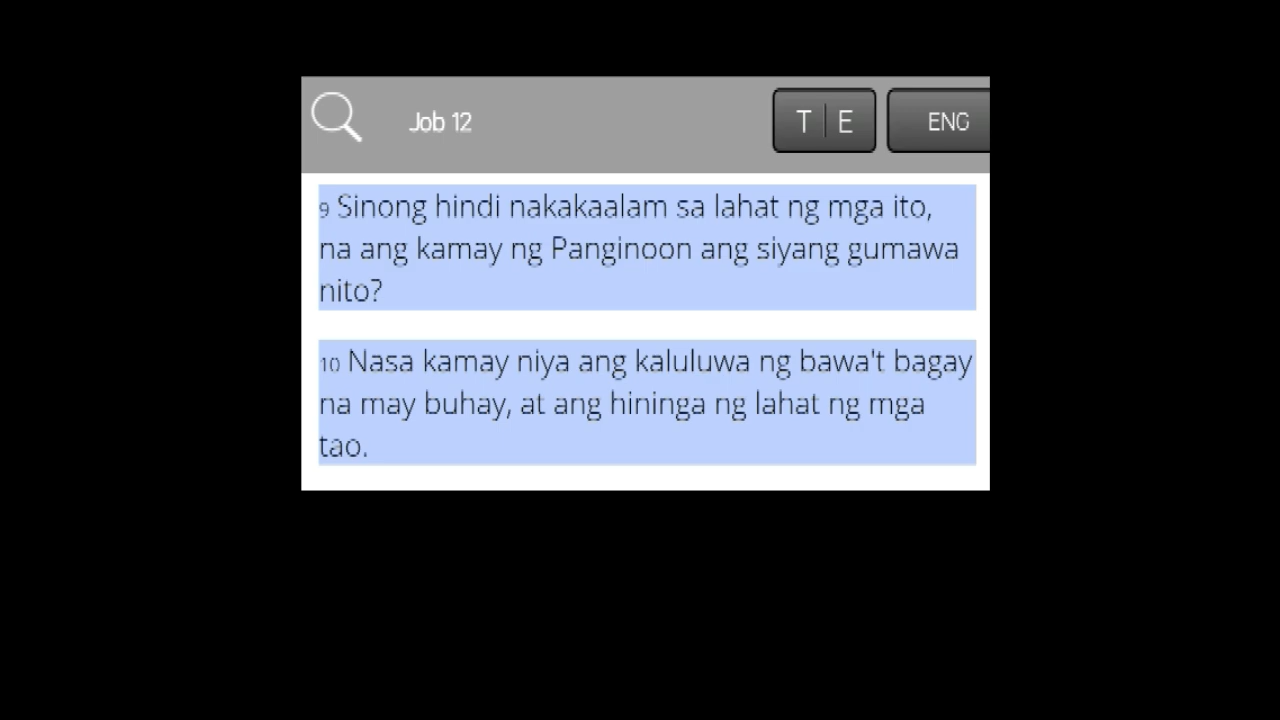 Job 12
T | E
ENG
9 Sinong hindi nakakaalam sa lahat ng mga ito,
na ang kamay ng Panginoon ang siyang gumawa
nito?
10 Nasa kamay niya ang kaluluwa ng bawa't bagay
na may buhay, at ang hininga ng lahat ng mga
tao.